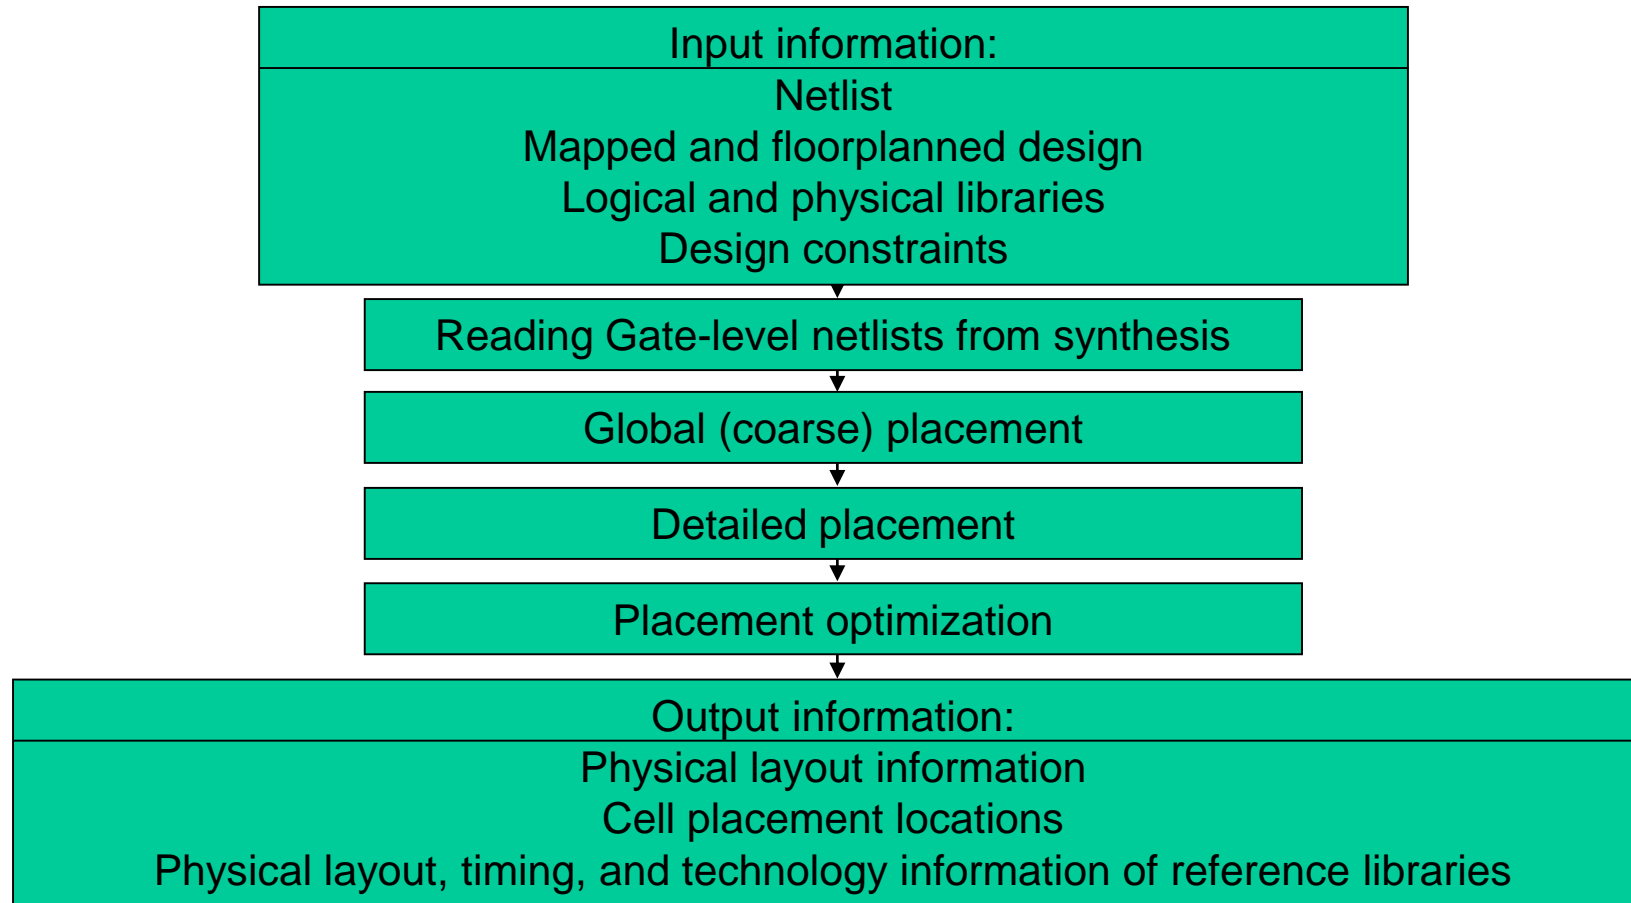 Input information:
Netlist
Mapped and floorplanned design
Logical and physical libraries
Design constraints
Reading Gate-level netlists from synthesis
Global (coarse) placement
Detailed placement
Placement optimization
Output information:
Physical layout information
Cell placement locations
Physical layout, timing, and technology information of reference libraries